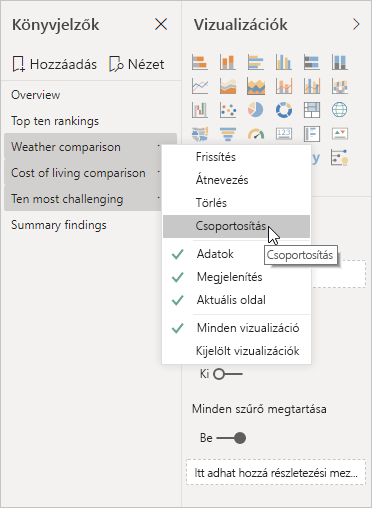 Könyvjelzők
Vizualizációk
Hozzáadás
Nézet
Overview
Top ten rankings
Weather comparison
Cost of living comparison
Ten most challenging
Summary findings
Frissítés
Átnevezés
Törlés
Csoportosítás
Csoportosítás
Adatok
Megjelenítés
Aktuális oldal
Minden vizualizáció
Kijelölt vizualizációk
Ki
Minden szűrő megtartása
Be
Itt adhat hozzá részletezési mez...